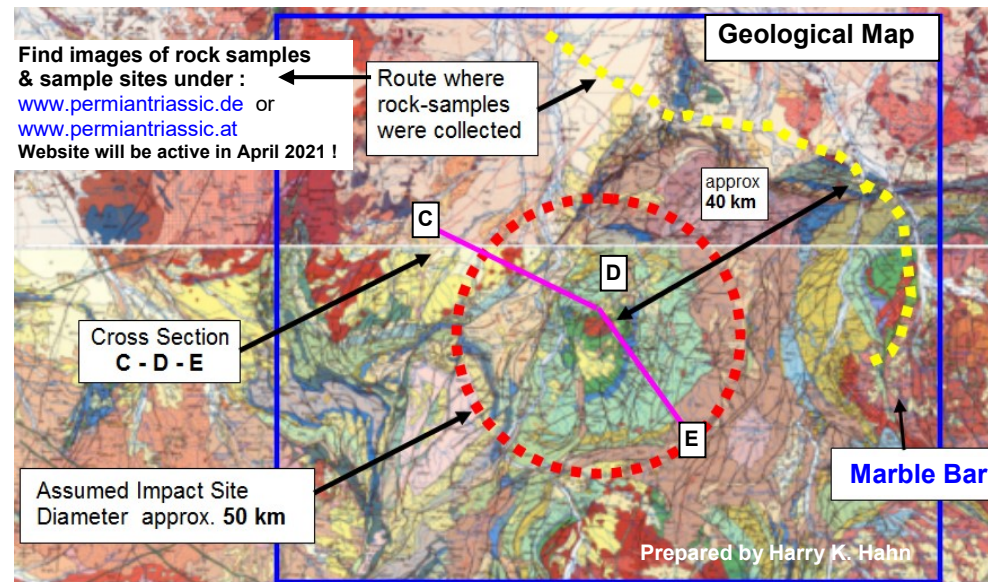 Geological Map
Find images of rock samples
& sample sites under :
www.permiantriassic.de or
www.permiantriassic.at
Website will be active in April 2021 !
Route where
rock-samples
were collected
approx
40 km
C
D
Cross Section
C - D - E
E
Assumed Impact Site
Diameter approx. 50 km
Marble Bar
Prepared by Harry K. Hahn